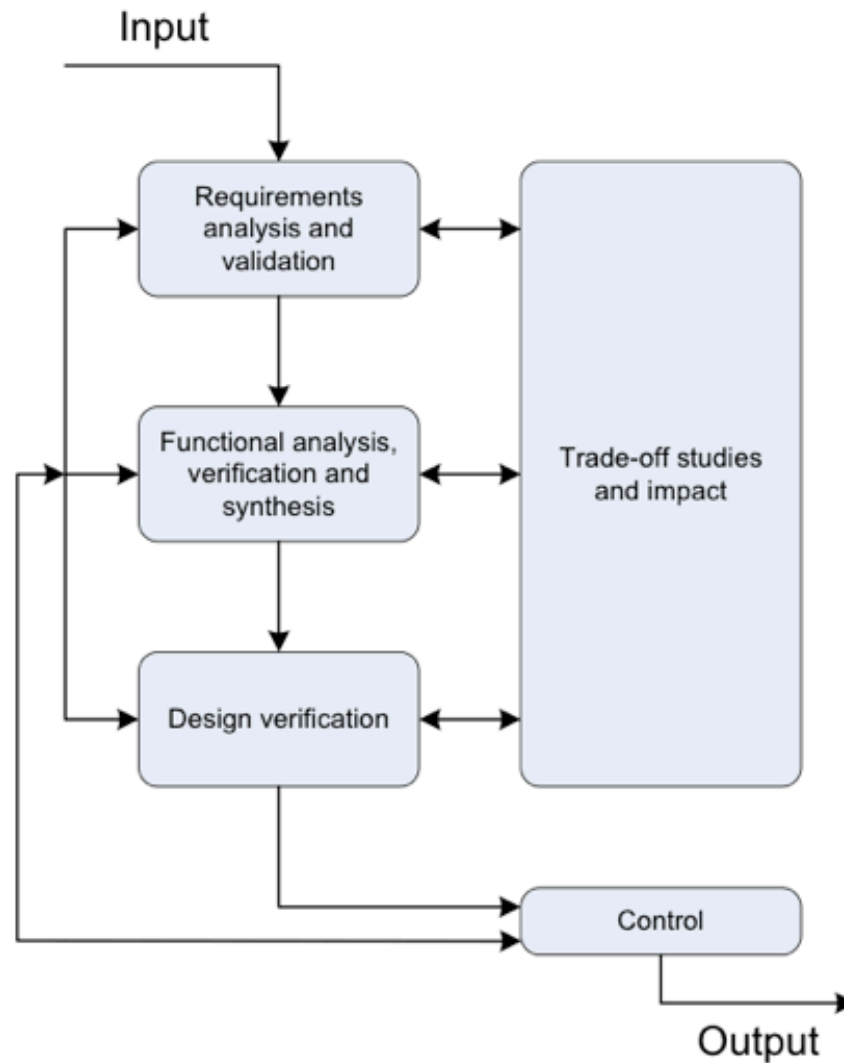 Input
Requirements
analysis and
validation
Functional analysis,
verification and
synthesis
Trade-off studies
and impact
Design verification
Control
Output